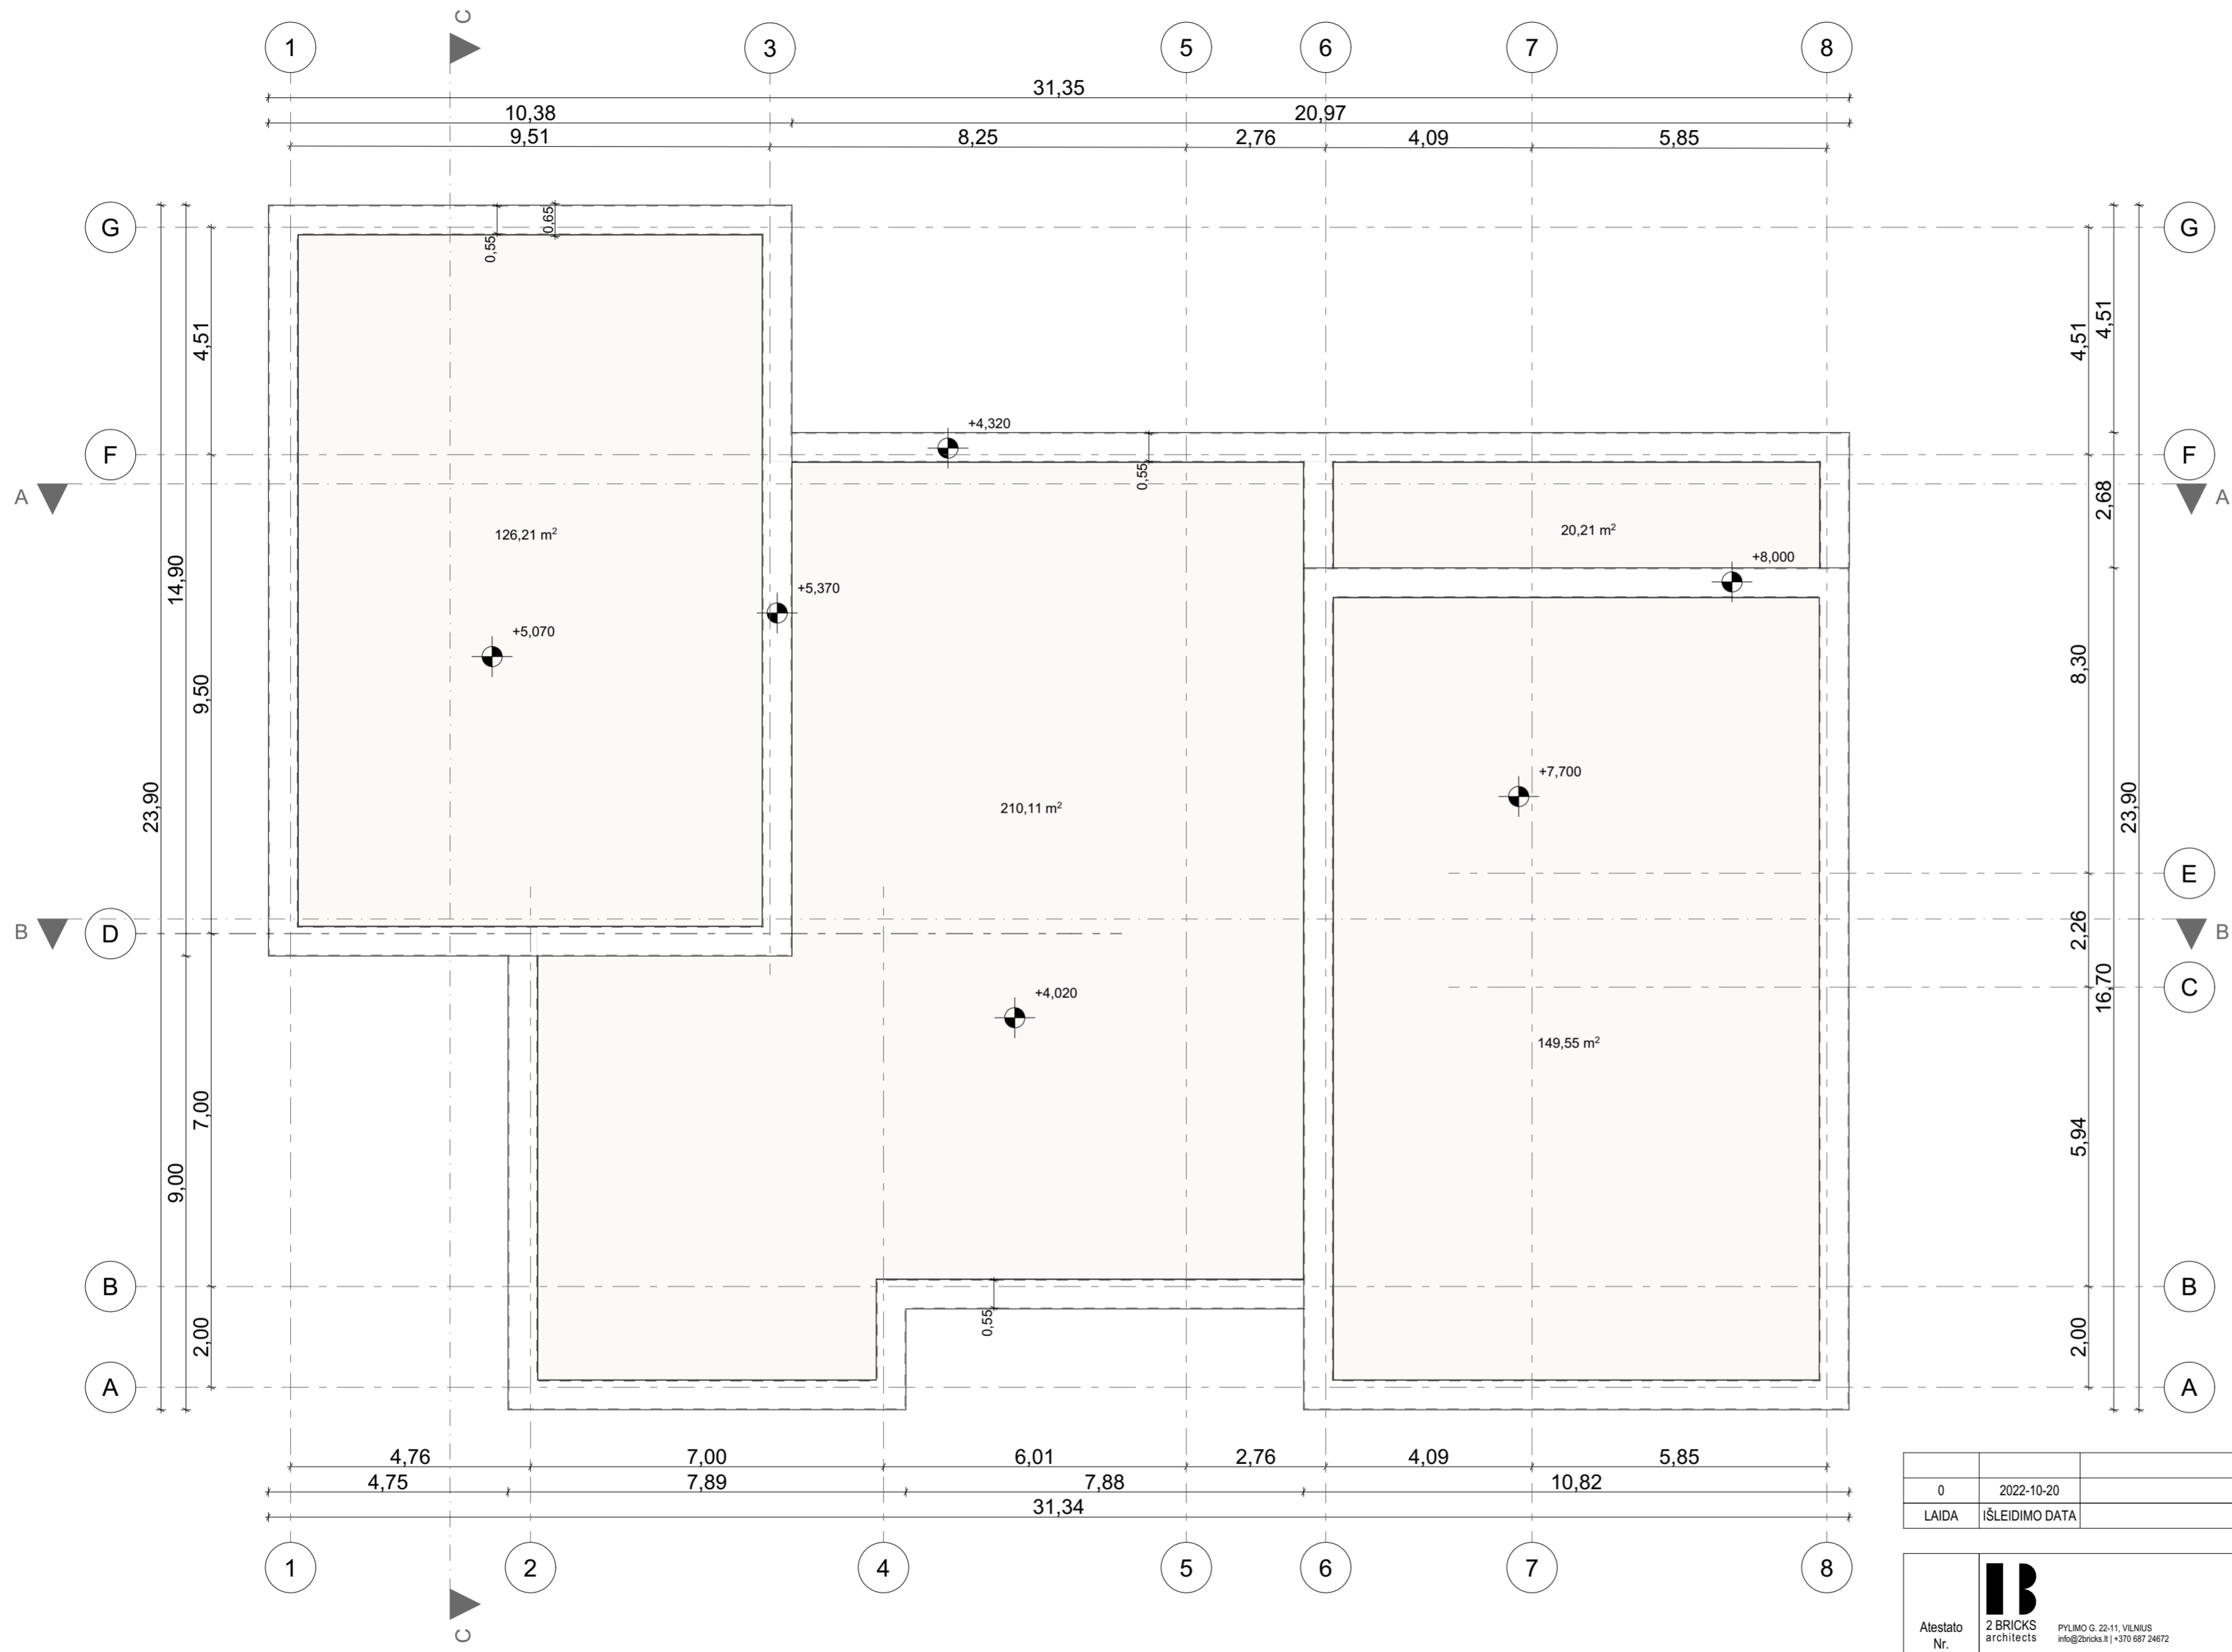 C
1 3 5 6 7 8
31,35
10,38 20,97
9,51 8,25 2,76 4,09 5,85
G 0,65 G
0,55
4,51 4,51 4,51
+4,320
F F
0,55
A A
2,68
126,21 m²
20,21 m²
+8,000
14,90
+5,370
+5,070
9,50 8,30
+7,700
23,90 210,11 m² 23,90
E
B D 2,26 B
16,70
C
+4,020
149,55 m²
7,00 5,94
9,00
B B
0,55
2,00 2,00
A A
4,76 7,00 6,01 2,76 4,09 5,85
4,75 7,89 7,88 10,82
31,34
1 2 4 5 6 7 8
C
0 2022-10-20
LAIDA IŠLEIDIMO DATA
Atestato
Nr.
2 BRICKS
architects
PYLIMO G. 22-11, VILNIUS
info@2bricks.lt | +370 687 24672